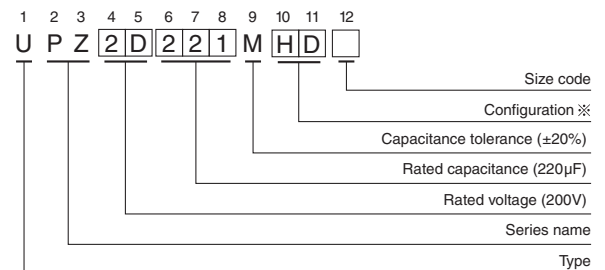 1 2 3 4 5 6 7 8 9 10 11 12
U P Z 2 D 2 2 1 M H D
Size code
Configuration ※
Capacitance tolerance (±20%)
Rated capacitance (220µF)
Rated voltage (200V)
Series name
Type